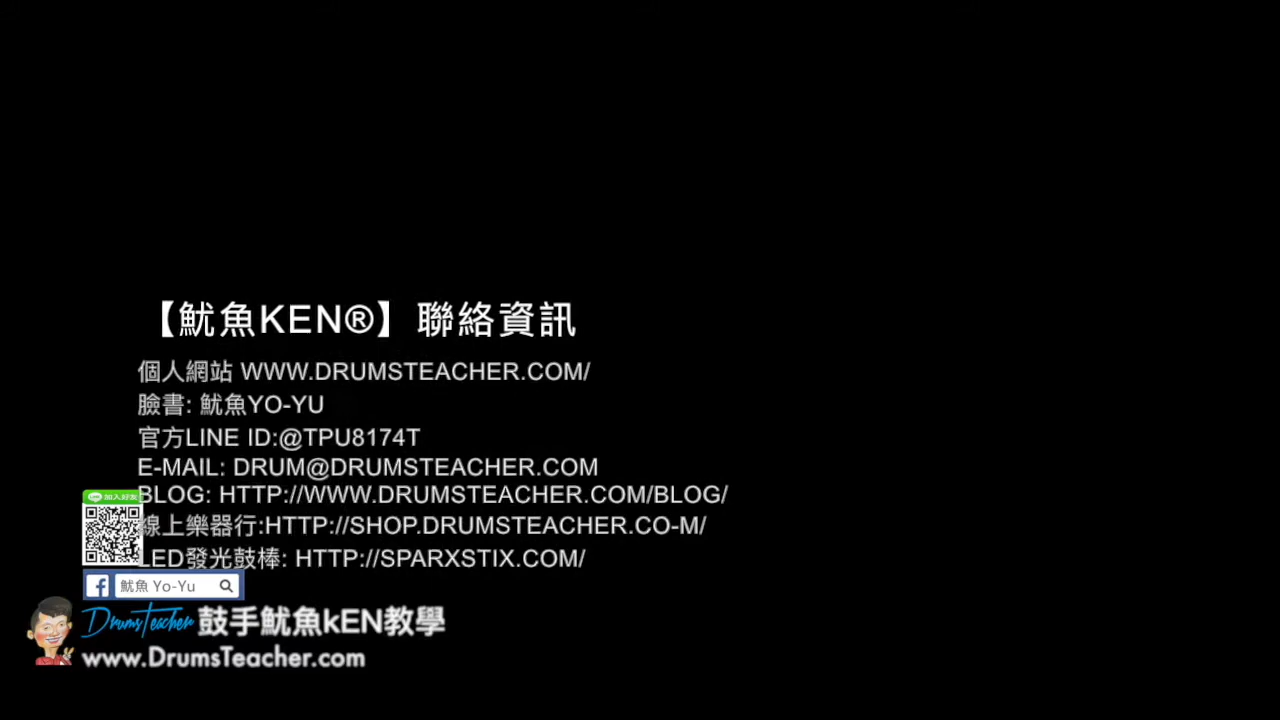 【魷魚KEN®】聯絡資訊
個人網站 WWW.DRUMSTEACHER.COM/
臉書: 魷魚YO-YU
官方LINE ID:@TPU8174T
E-MAIL: DRUM@DRUMSTEACHER.COM
BLOG: HTTP://WWW.DRUMSTEACHER.COM/BLOG/
線上樂器行:HTTP://SHOP.DRUMSTEACHER.CO-M/
LED發光鼓棒: HTTP://SPARXSTIX.COM/
LINE 加入好友
f 魷魚 Yo-Yu
DrumsTeacher 鼓手魷魚kEN教學
www.DrumsTeacher.com